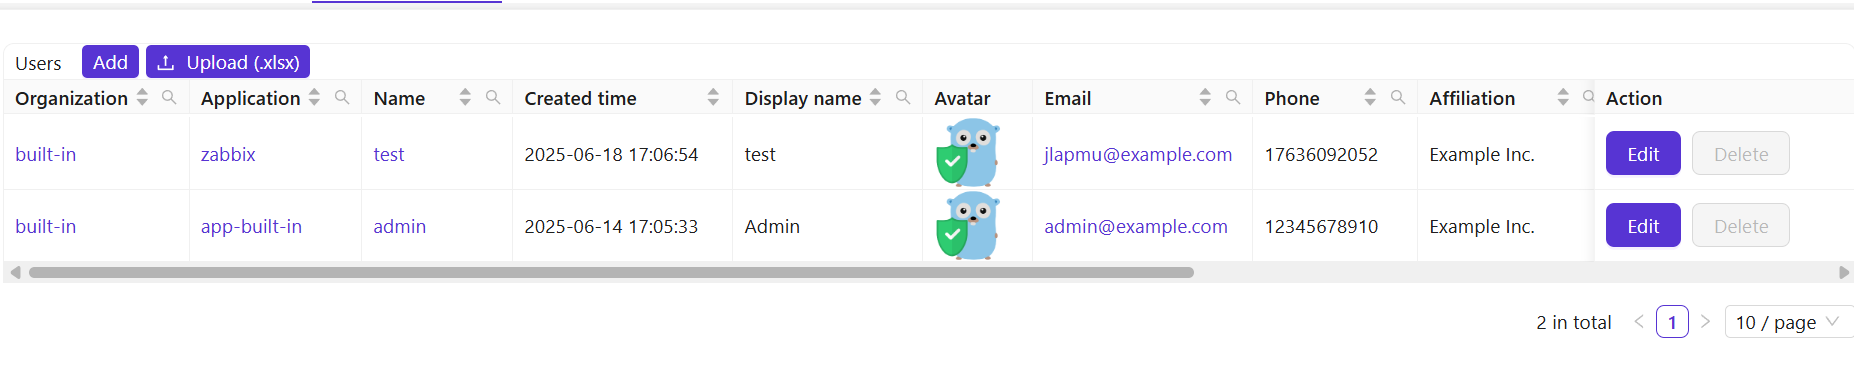 Users Add Upload (.xlsx)
Organization Application Name Created time Display name Avatar Email Phone Affiliation Action
built-in zabbix test 2025-06-18 17:06:54 test jlapmu@example.com 17636092052 Example Inc. Edit Delete
built-in app-built-in admin 2025-06-14 17:05:33 Admin admin@example.com 12345678910 Example Inc. Edit Delete
2 in total 1 10 / page